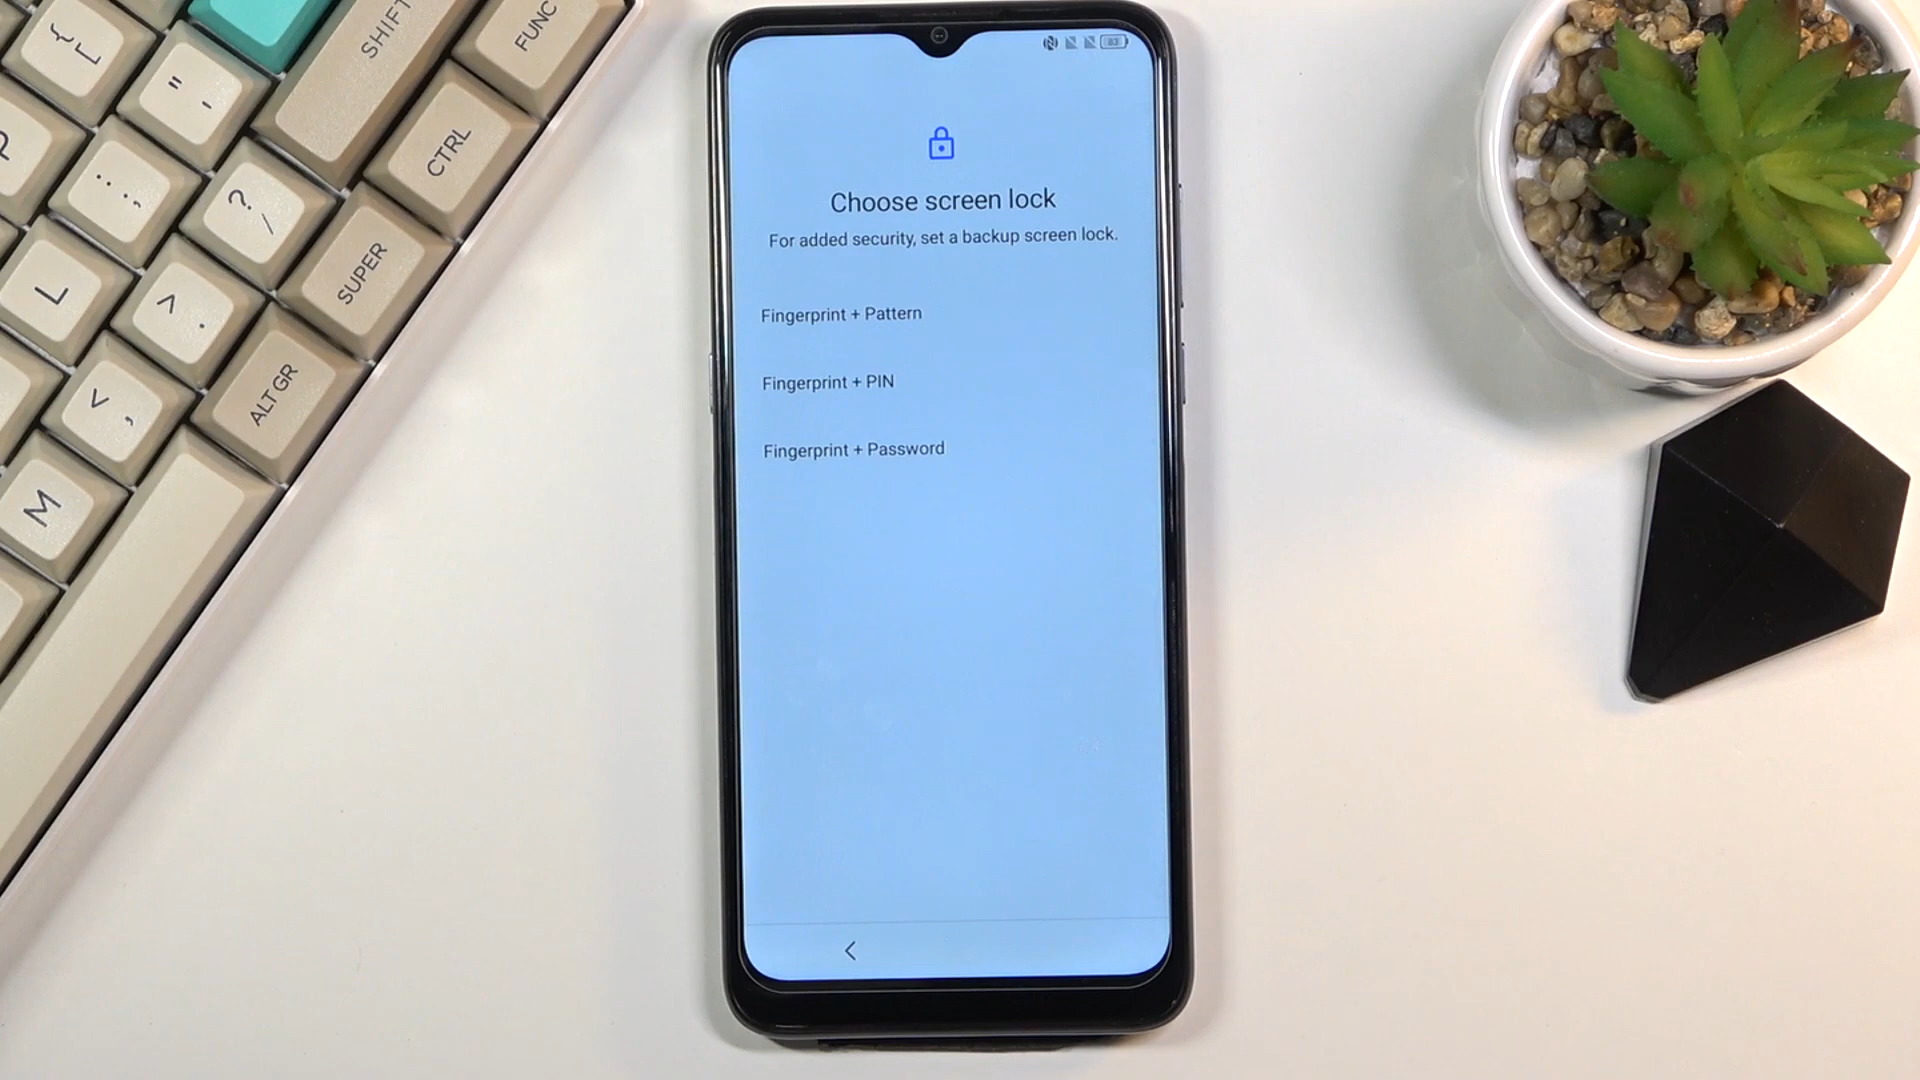 83
Choose screen lock
For added security, set a backup screen lock.
Fingerprint + Pattern
Fingerprint + PIN
Fingerprint + Password
{
[
"
'
SHIFT
FUNC
P
:
;
?
/
CTRL
L
>
.
SUPER
<
,
ALT GR
M